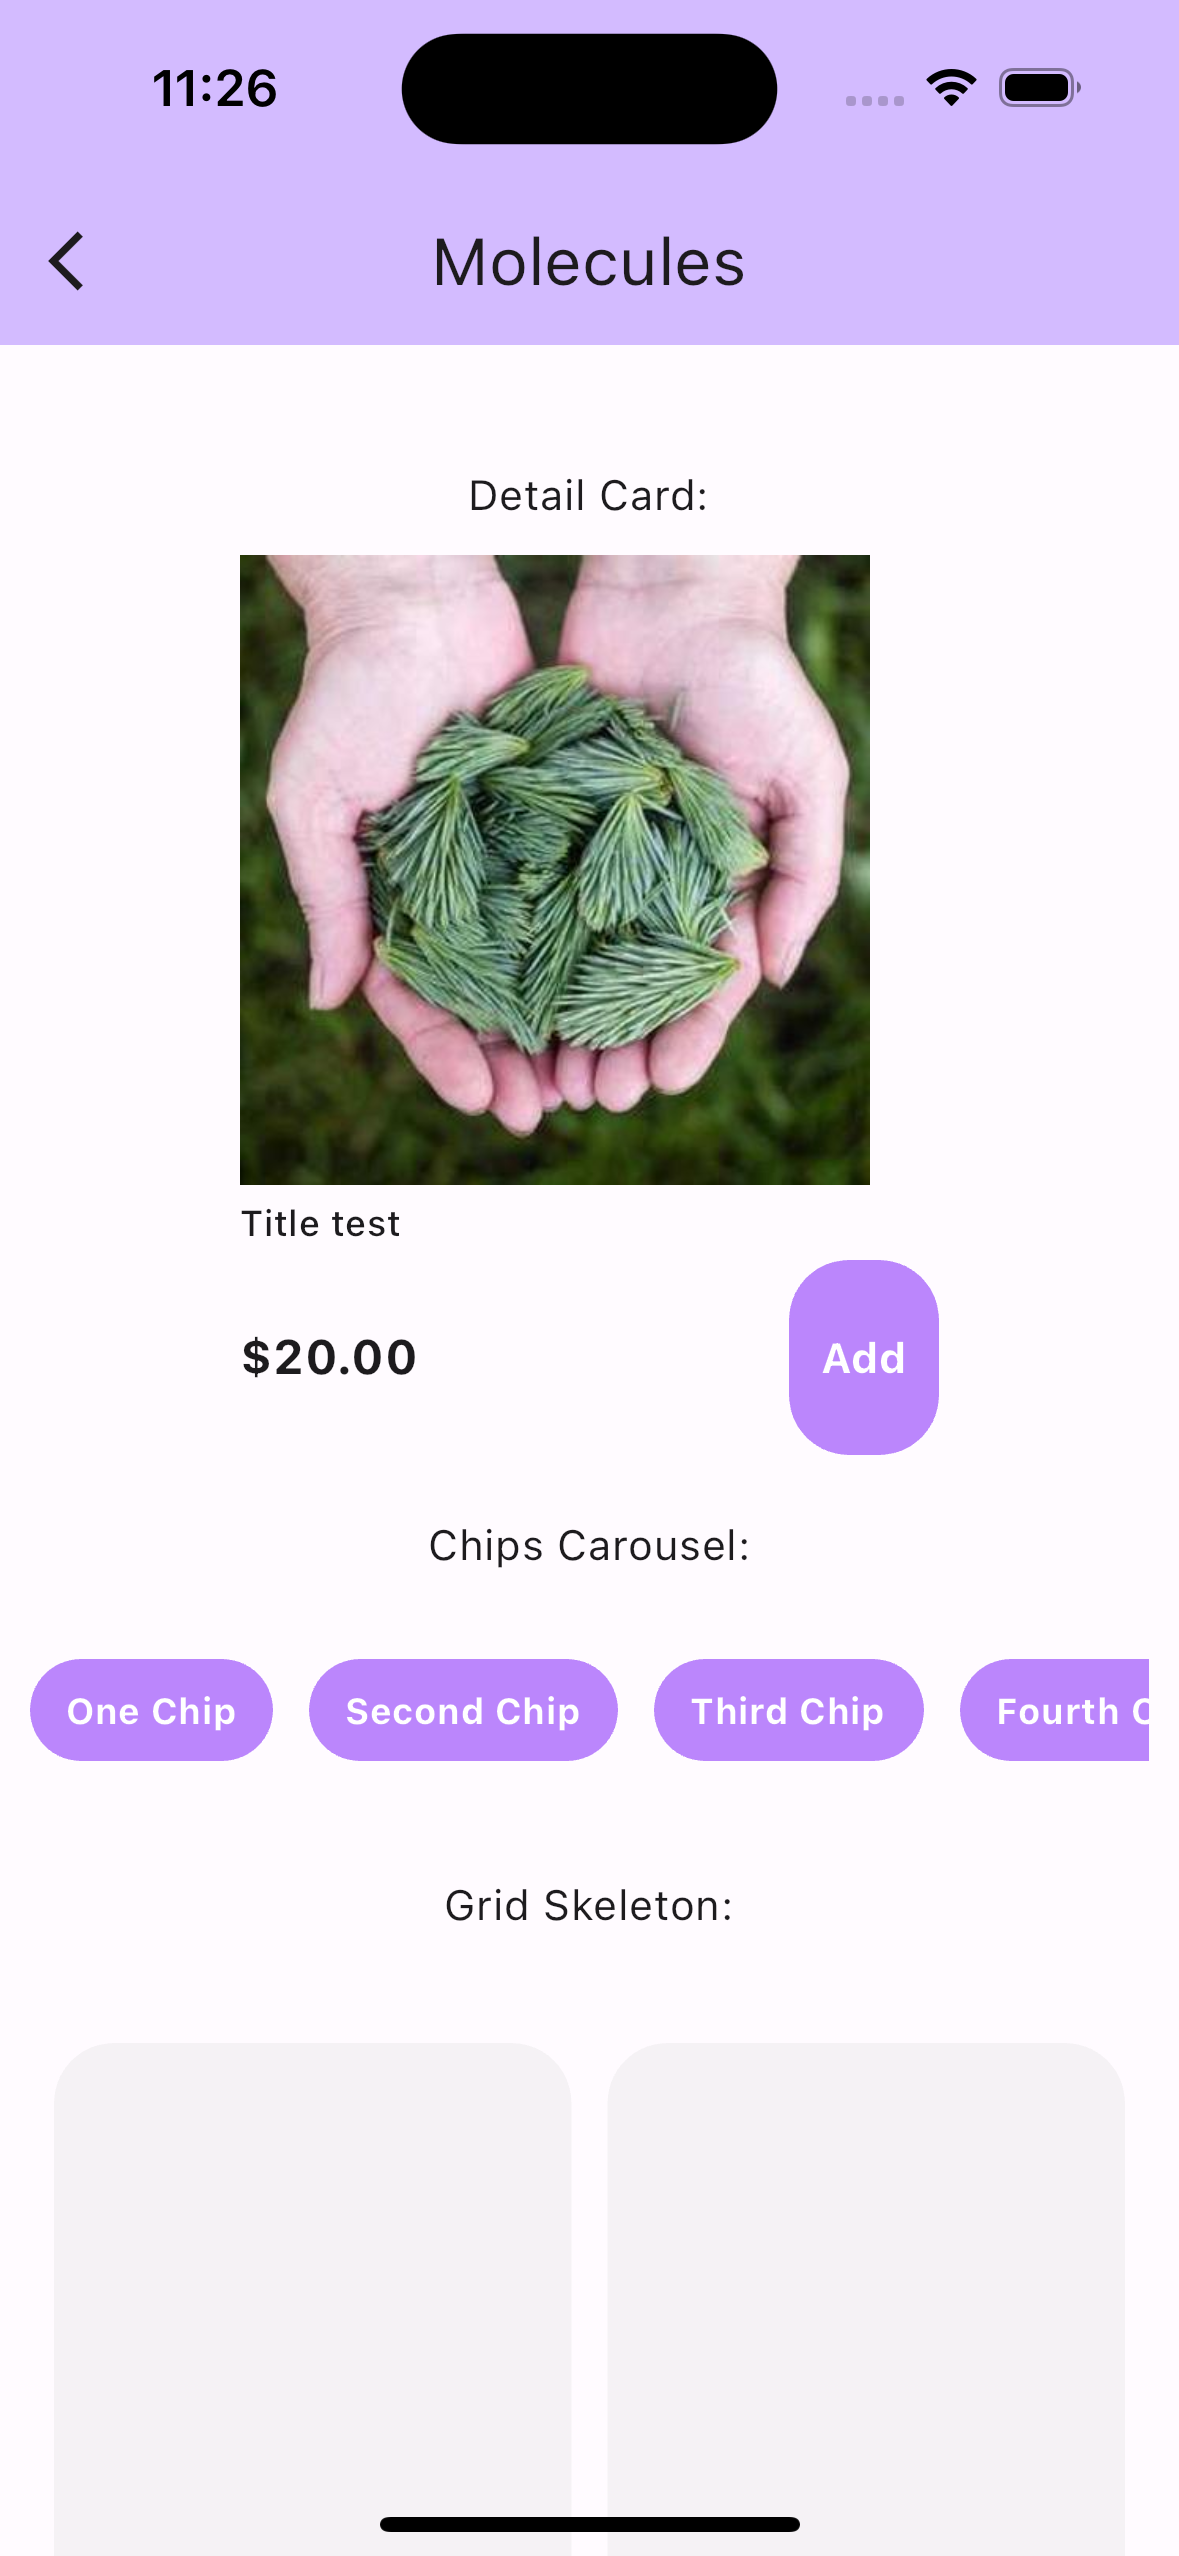 11:26
Molecules
Detail Card:
Title test
$20.00
Add
Chips Carousel:
One Chip
Second Chip
Third Chip
Fourth C
Grid Skeleton: